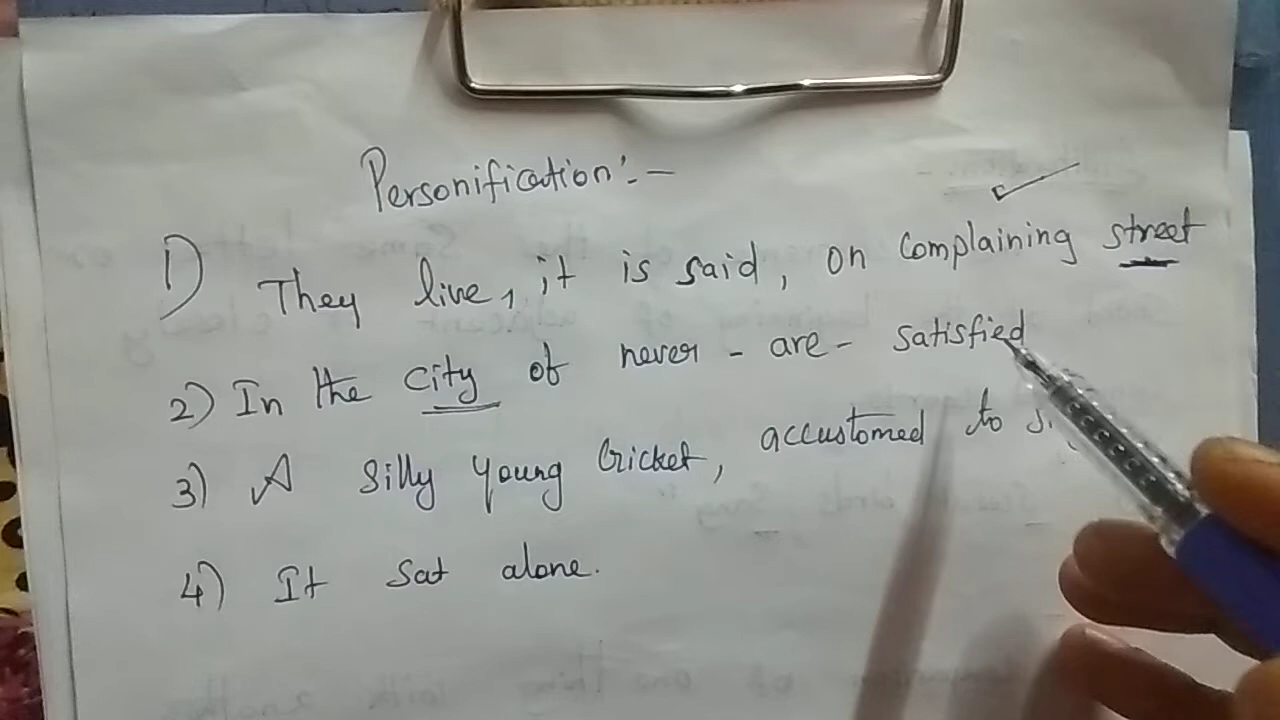 Personification:-
1) They live, it is said, on complaining street
2) In the city of never - are - satisfied
3) A silly young cricket, accustomed to
4) It sat alone.